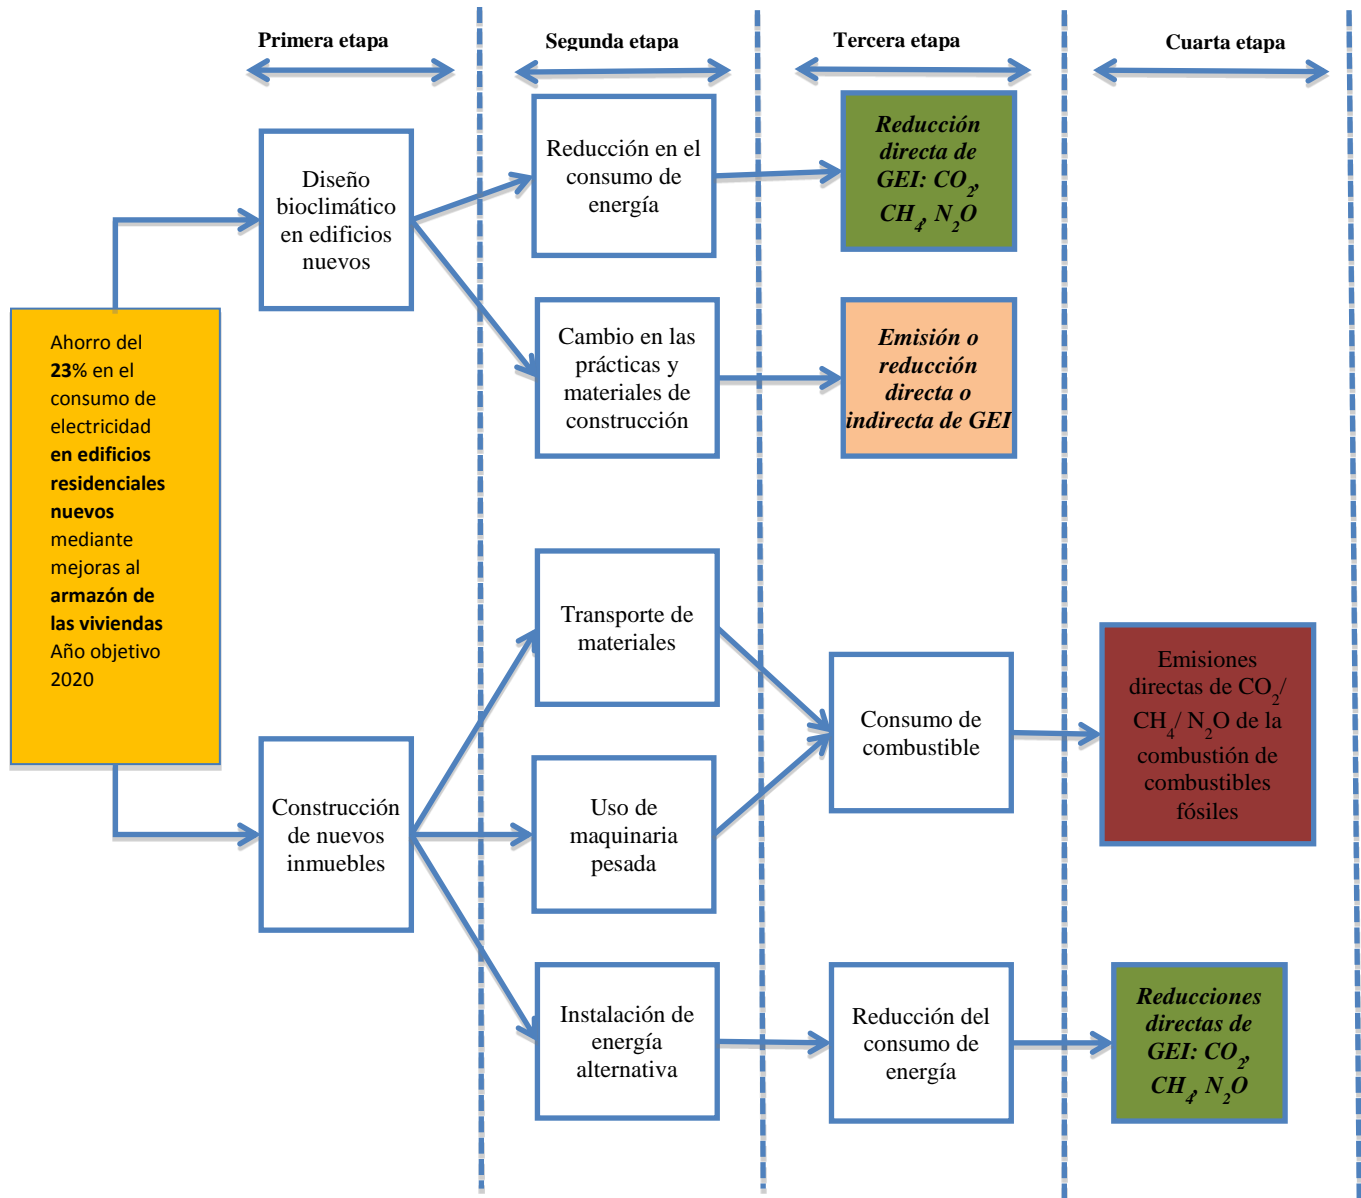 Primera etapa
Segunda etapa
Tercera etapa
Cuarta etapa
Ahorro del
23% en el
consumo de
electricidad
en edificios
residenciales
nuevos
mediante
mejoras al
armazón de
las viviendas
Año objetivo
2020
Diseño
bioclimático
en edificios
nuevos
Reducción en el
consumo de
energía
Reducción
directa de
GEI: CO₂,
CH₄, N₂O
Cambio en las
prácticas y
materiales de
construcción
Emisión o
reducción
directa o
indirecta de GEI
Construcción
de nuevos
inmuebles
Transporte de
materiales
Uso de
maquinaria
pesada
Consumo de
combustible
Emisiones
directas de CO₂/
CH₄/ N₂O de la
combustión de
combustibles
fósiles
Instalación de
energía
alternativa
Reducción del
consumo de
energía
Reducciones
directas de
GEI: CO₂,
CH₄, N₂O